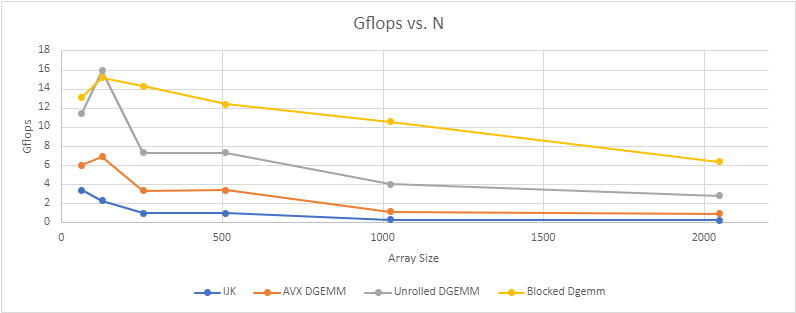 Gflops vs. N
18
16
14
12
10
8
6
4
2
0
Gflops
0 500 1000 1500 2000
Array Size
IJK AVX DGEMM Unrolled DGEMM Blocked Dgemm